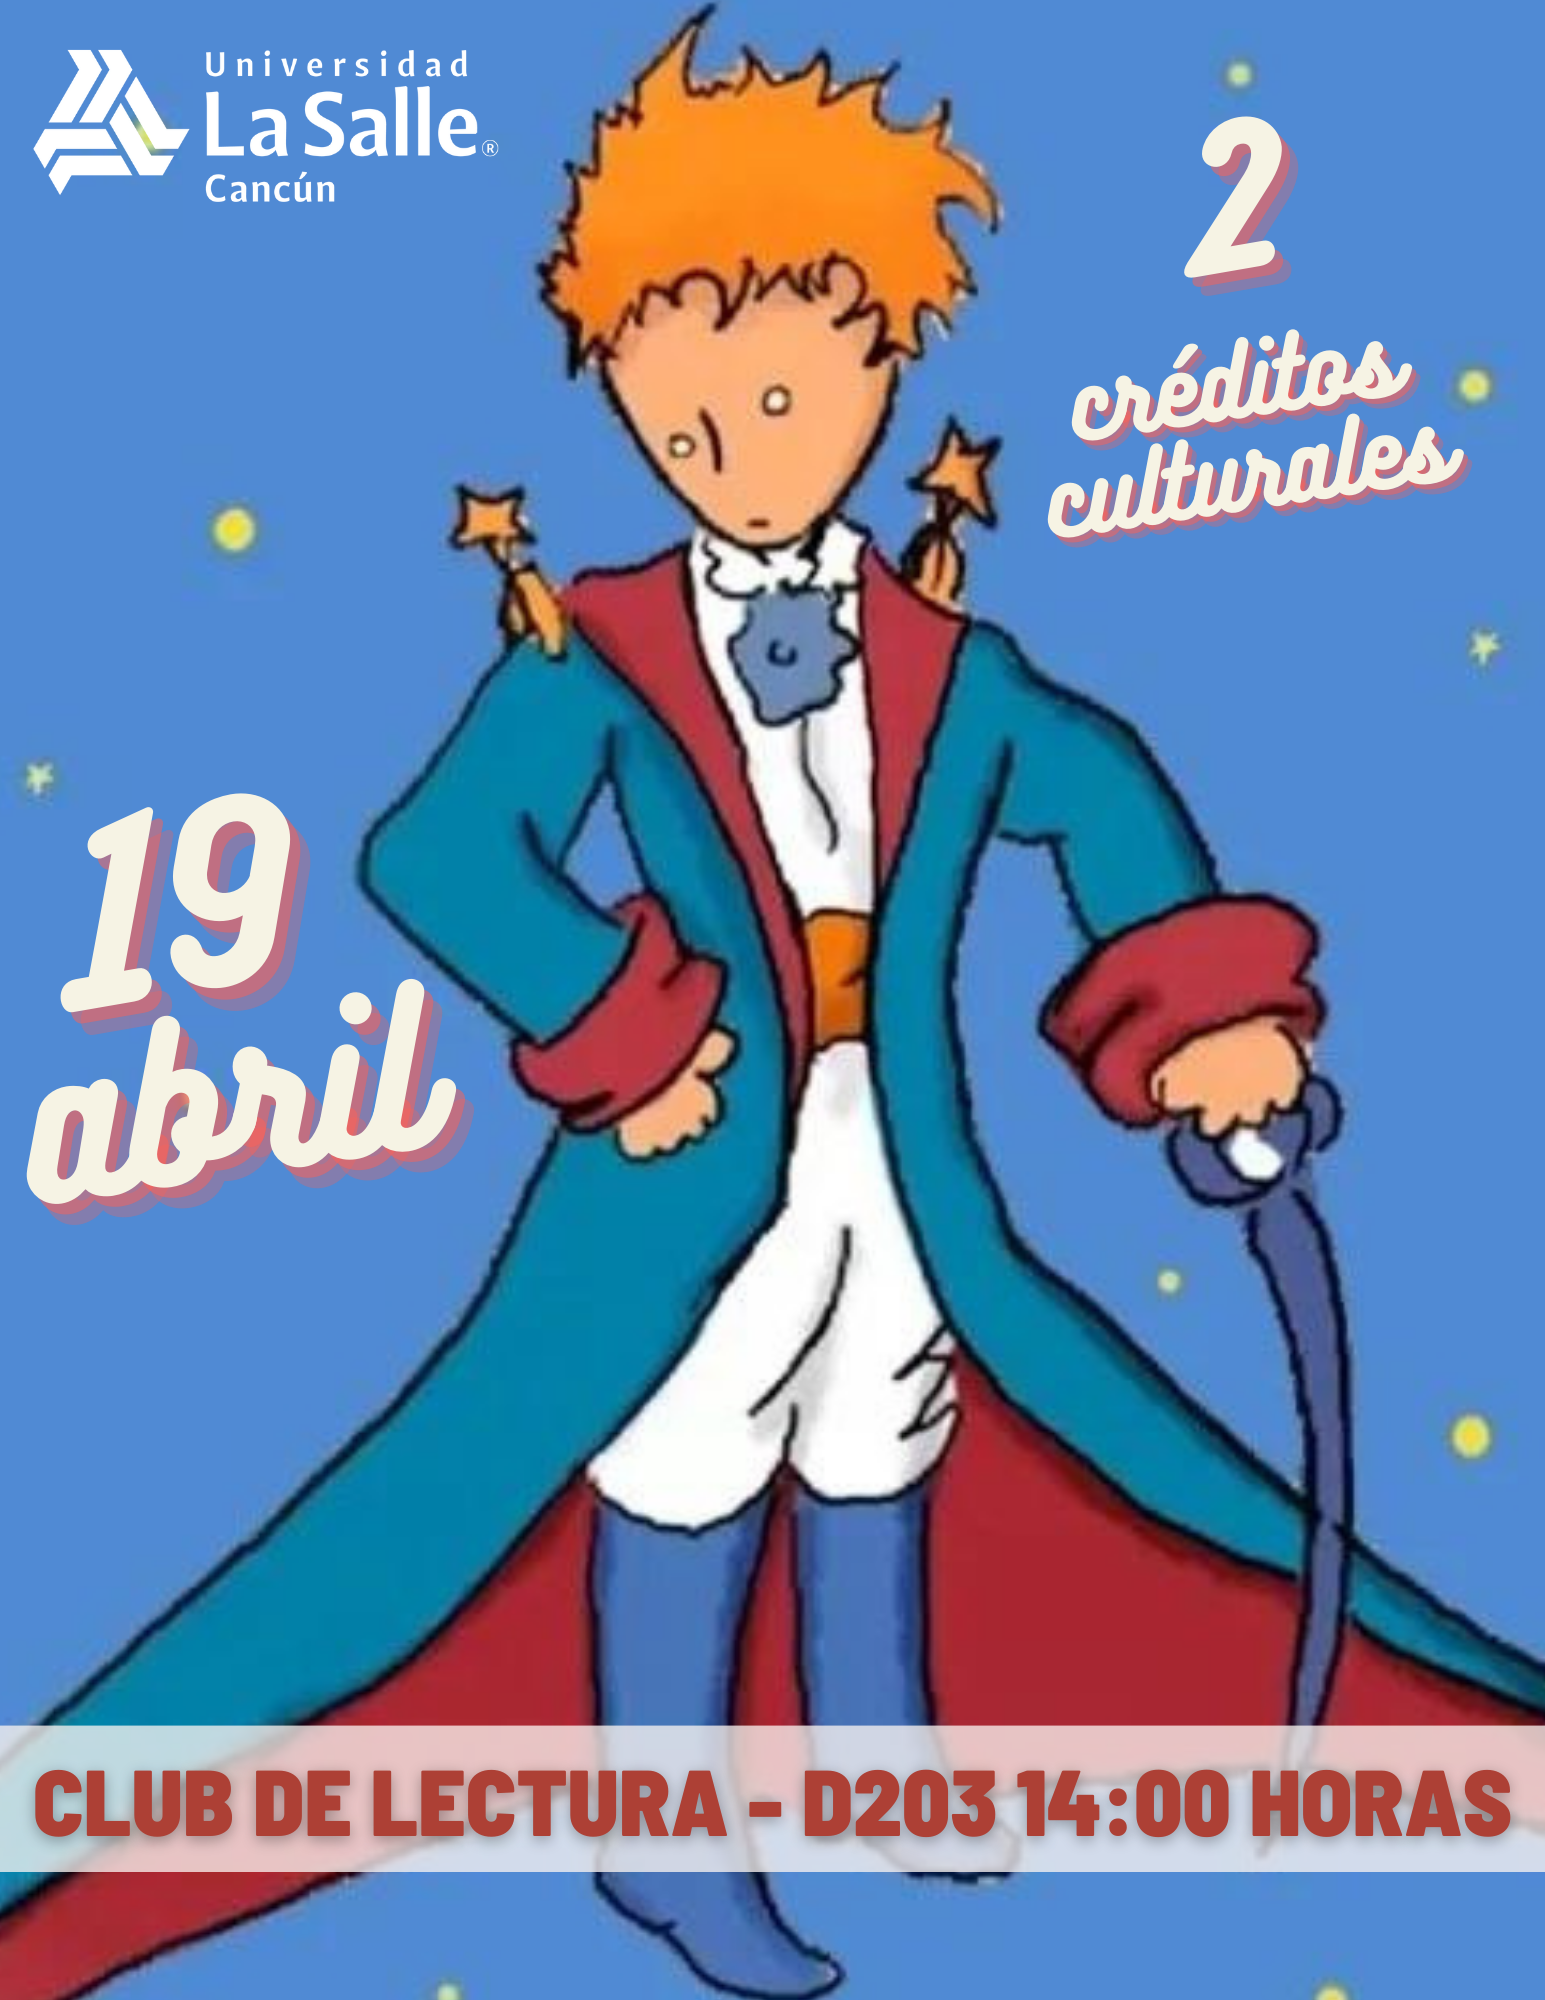 Universidad
La Salle®
Cancún
2
créditos
culturales
19
abril
CLUB DE LECTURA - D203 14:00 HORAS